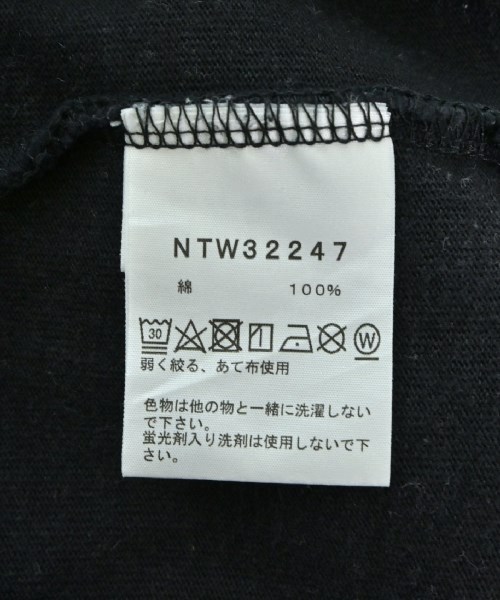 NTW32247
綿 100%
30 W
弱く絞る、あて布使用
色物は他の物と一緒に洗濯しない
で下さい。
蛍光剤入り洗剤は使用しないで下
さい。